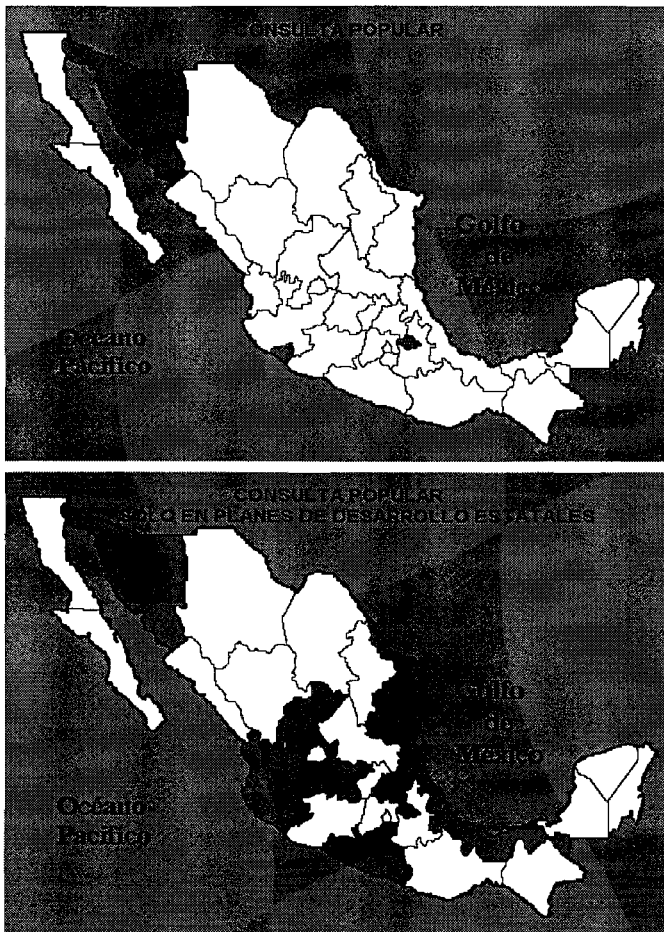 CONSULTA POPULAR
Golfo
de
México
Océano
Pacífico
CONSULTA POPULAR
SOLO EN PLANES DE DESARROLLO ESTATALES
Golfo
de
México
Océano
Pacífico